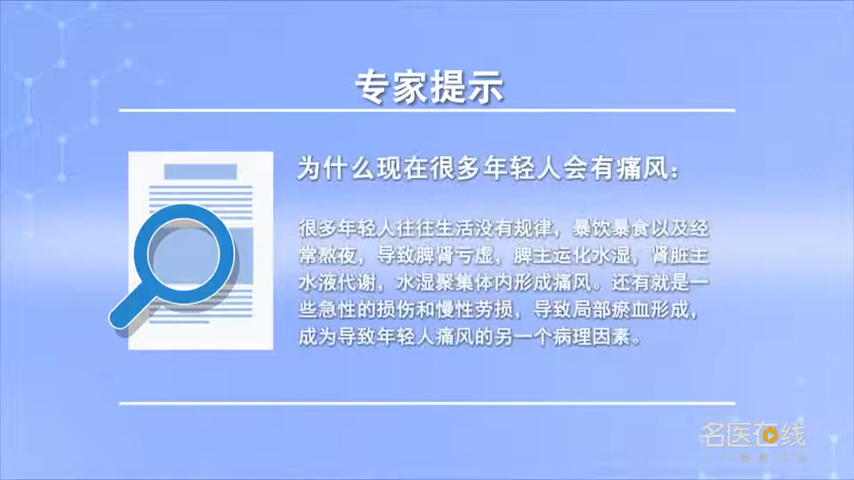 专家提示
为什么现在很多年轻人会有痛风：
很多年轻人往往生活没有规律，暴饮暴食以及经
常熬夜，导致脾肾亏虚，脾主运化水湿，肾脏主
水液代谢，水湿聚集体内形成痛风。还有就是一
些急性的损伤和慢性劳损，导致局部瘀血形成，
成为导致年轻人痛风的另一个病理因素。
名医在线